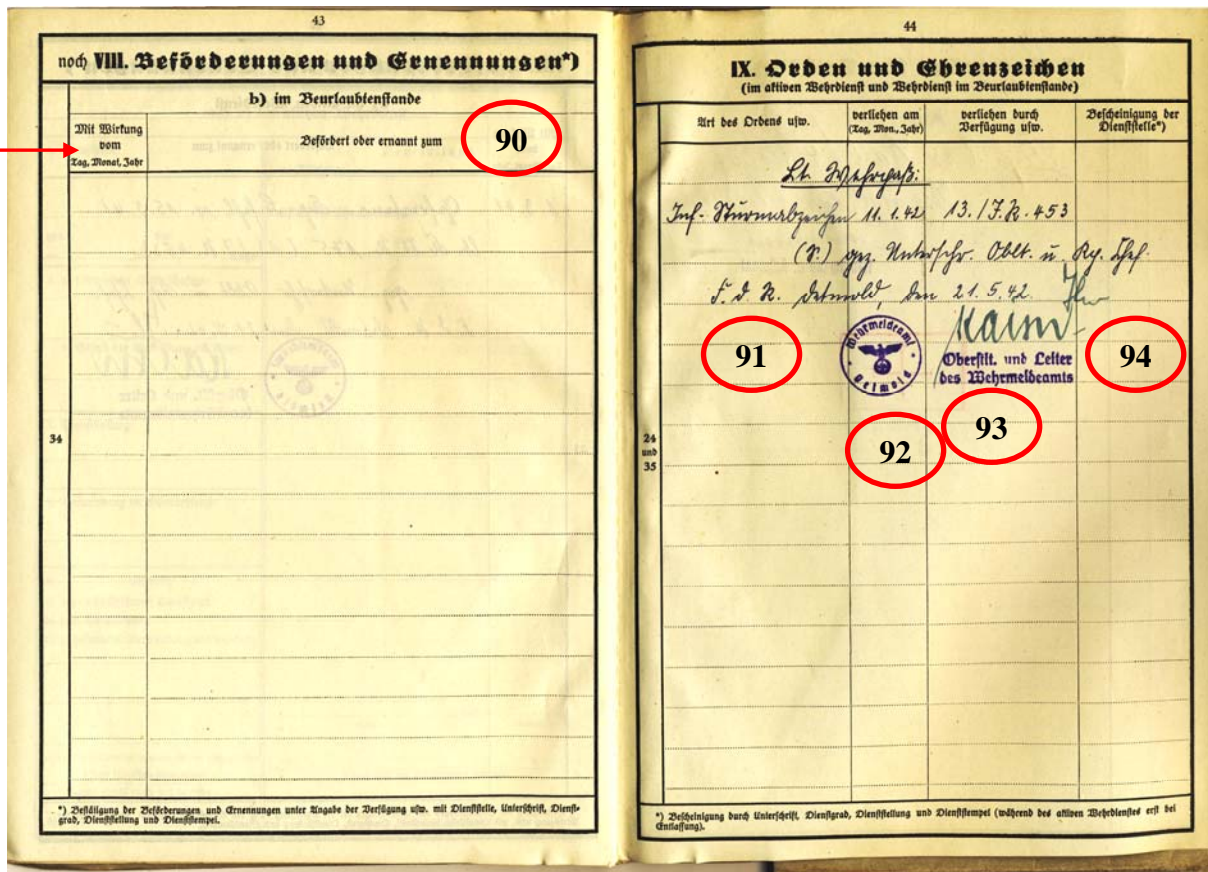 43
noch VIII. Beförderungen und Ernennungen*)
b) im Beurlaubtenstande
Mit Wirkung
vom
Tag, Monat, Jahr
Befördert oder ernannt zum
90
34
*) Bestätigung der Beförderungen und Ernennungen unter Angabe der Verfügung usw. mit Dienststelle, Unterschrift, Dienst-
grad, Dienststellung und Dienststempel.
44
IX. Orden und Ehrenzeichen
(im aktiven Wehrdienst und Wehrdienst im Beurlaubtenstande)
Art des Ordens usw.
verliehen am
(Tag, Mon., Jahr)
verliehen durch
Verfügung usw.
Bescheinigung der
Dienststelle*)
Lt. Wehrpaß:
Inf.-Sturmabzeichen 11.1.42 13./J.R. 453
(S.) gez. Unterschr. Oblt. u. Kp. Chef.
F. d. R. Detmold, den 21.5.42.
91
Wehrmeldeamt
Detmold
Oberstlt. und Leiter
des Wehrmeldeamts
94
92
93
24
und
35
*) Bescheinigung durch Unterschrift, Dienstgrad, Dienststellung und Dienststempel (während des aktiven Wehrdienstes erst bei
Entlassung).